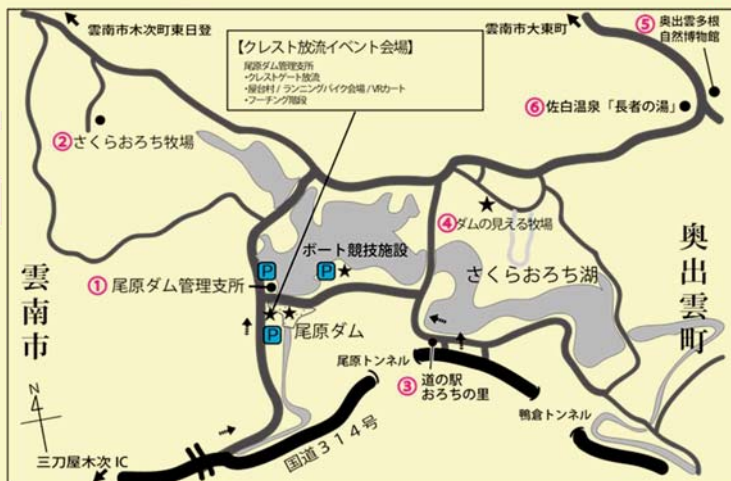 雲南市木次町東日登
【クレスト放流イベント会場】
尾原ダム管理支所
・クレストゲート放流
・屋台村/ランニングバイク会場/VRカート
・フーチング階段
雲南市大東町
⑤ 奥出雲多根
自然博物館
⑥ 佐白温泉「長者の湯」
② さくらおろち牧場
④ ダムの見える牧場
ボート競技施設
さくらおろち湖
奥出雲町
雲南市
① 尾原ダム管理支所
P
P
P
尾原ダム
尾原トンネル
③ 道の駅
おろちの里
鴨倉トンネル
国道314号
N
三刀屋木次 IC